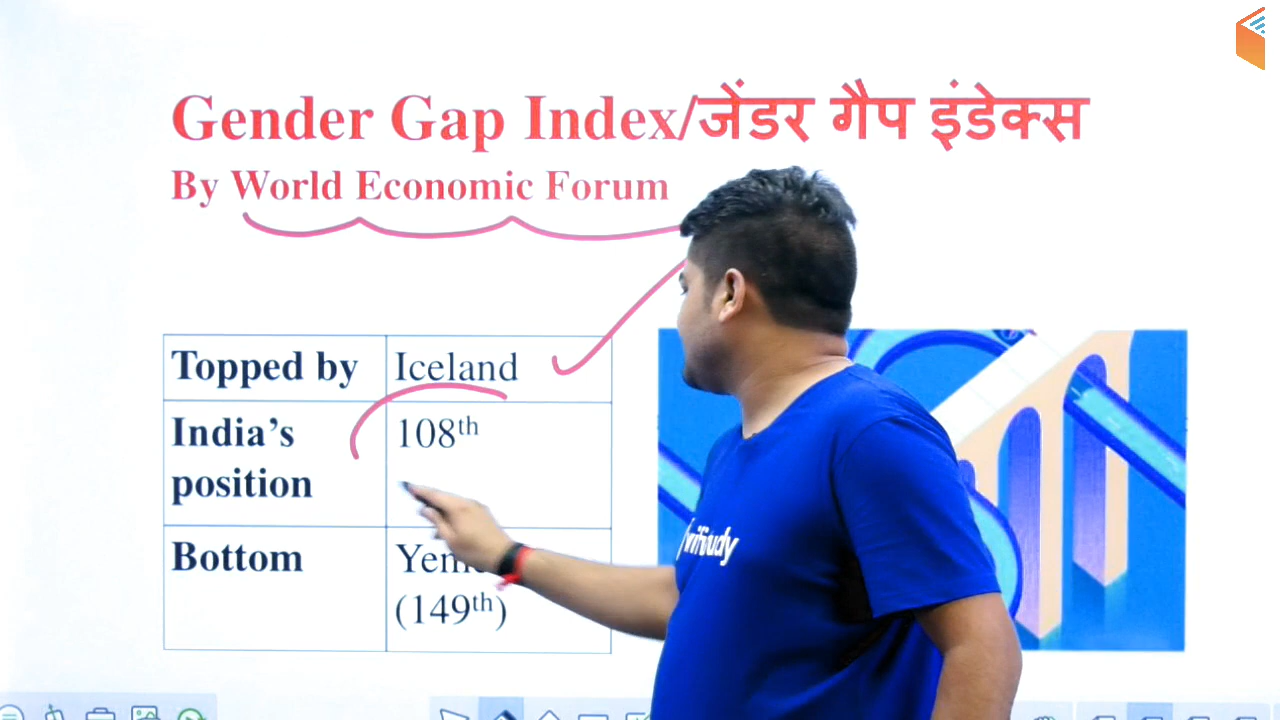 Gender Gap Index/जेंडर गैप इंडेक्स
By World Economic Forum
Topped by Iceland
India's position 108th
Bottom
(149th)